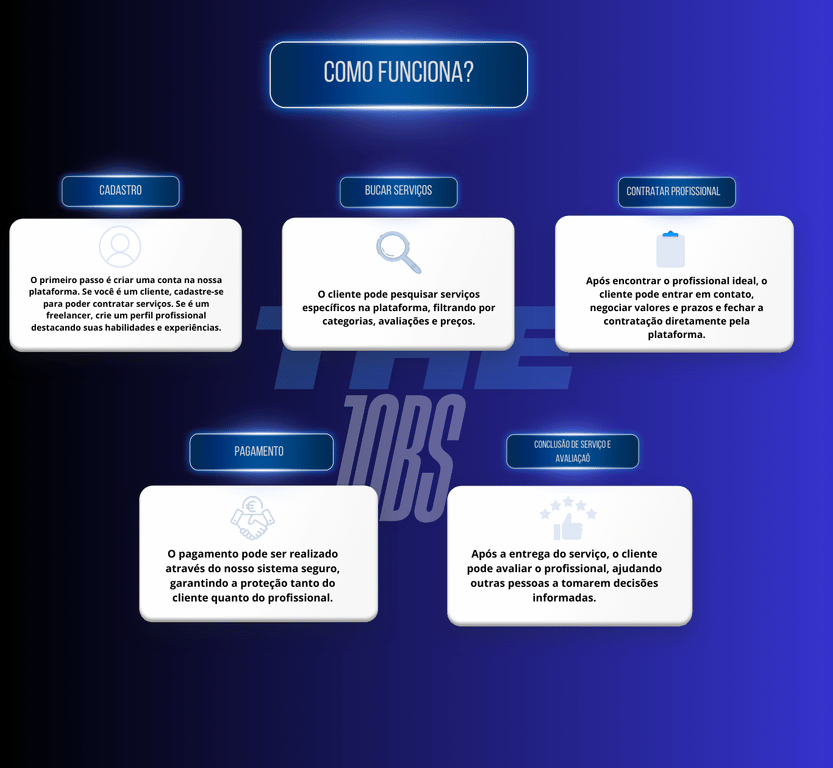 COMO FUNCIONA?
CADASTRO
O primeiro passo é criar uma conta na nossa
plataforma. Se você é um cliente, cadastre-se
para poder contratar serviços. Se é um
freelancer, crie um perfil profissional
destacando suas habilidades e experiências.
BUCAR SERVIÇOS
O cliente pode pesquisar serviços
específicos na plataforma, filtrando por
categorias, avaliações e preços.
CONTRATAR PROFISSIONAL
Após encontrar o profissional ideal, o
cliente pode entrar em contato,
negociar valores e prazos e fechar a
contratação diretamente pela
plataforma.
THE
JOBS
PAGAMENTO
O pagamento pode ser realizado
através do nosso sistema seguro,
garantindo a proteção tanto do
cliente quanto do profissional.
CONCLUSÃO DE SERVIÇO E
AVALIAÇAÕ
Após a entrega do serviço, o cliente
pode avaliar o profissional, ajudando
outras pessoas a tomarem decisões
informadas.